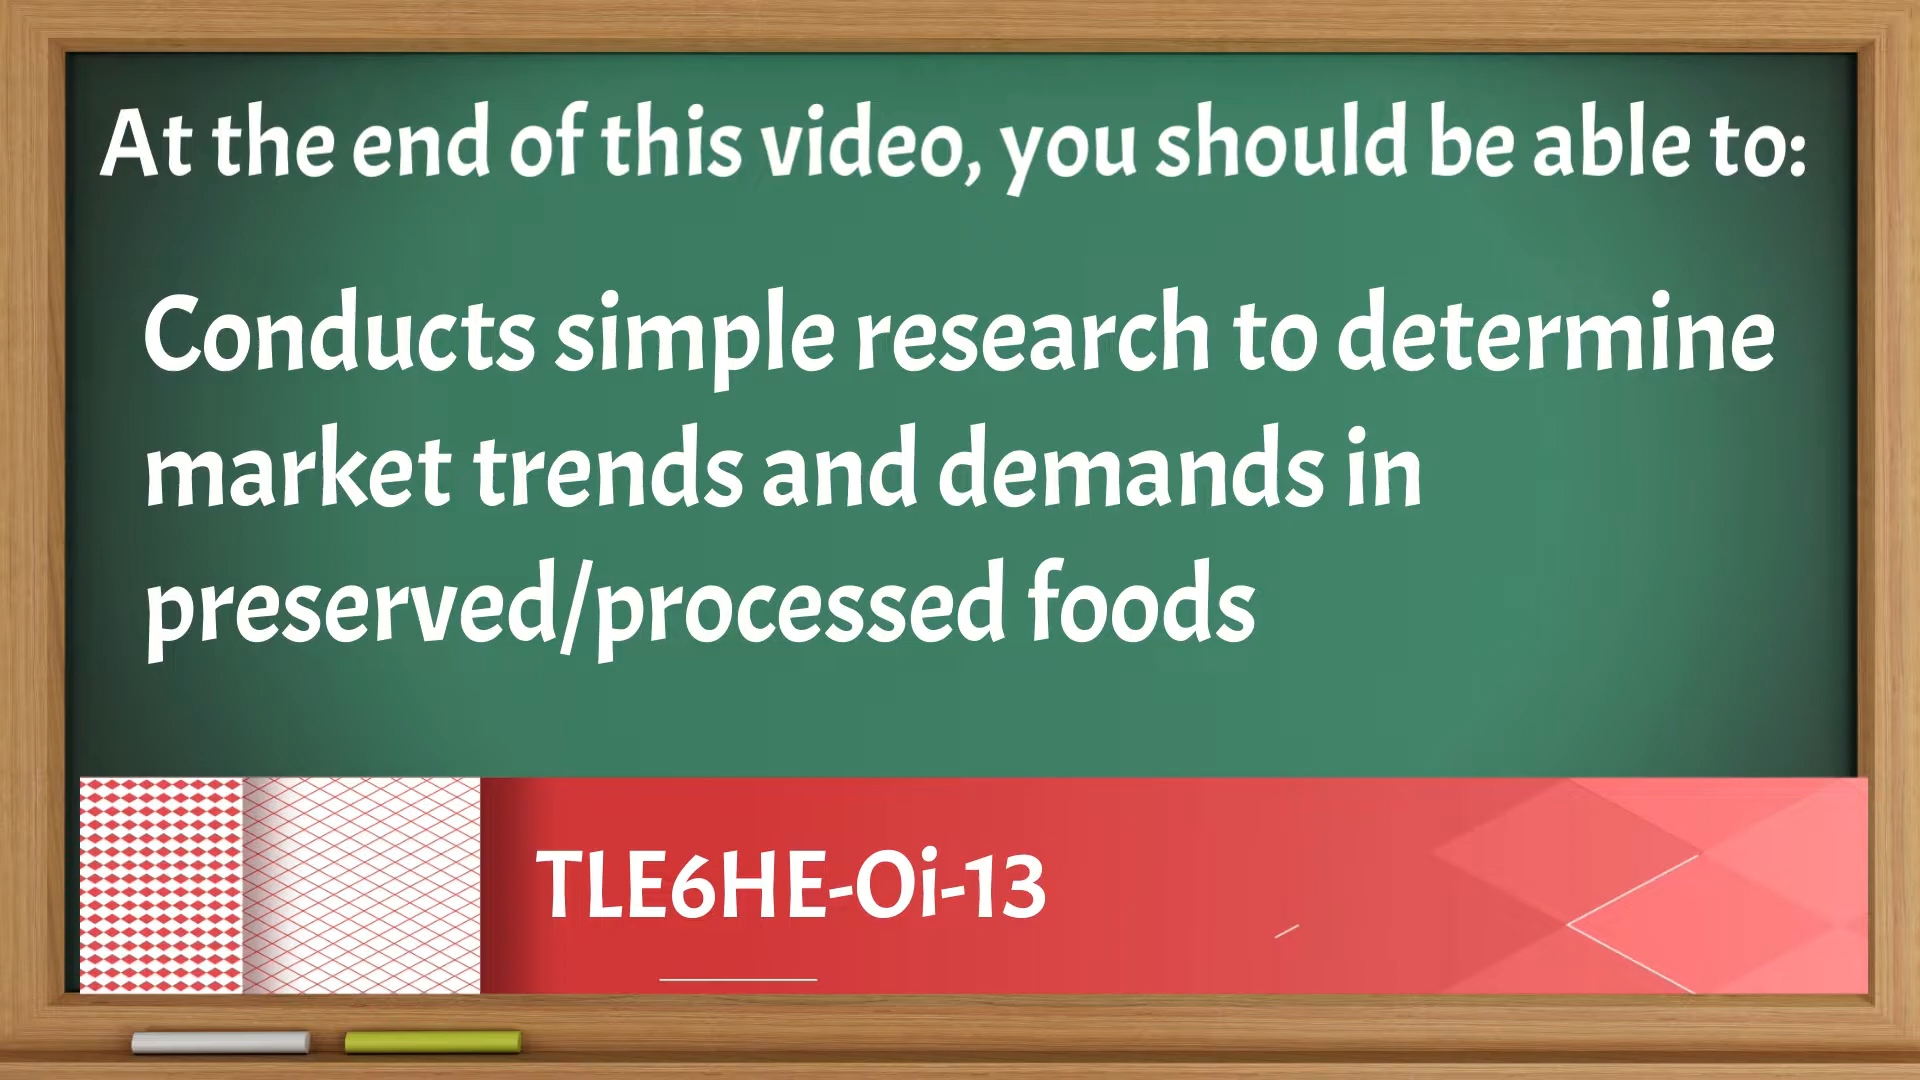 At the end of this video, you should be able to:
Conducts simple research to determine
market trends and demands in
preserved/processed foods
TLE6HE-Oi-13